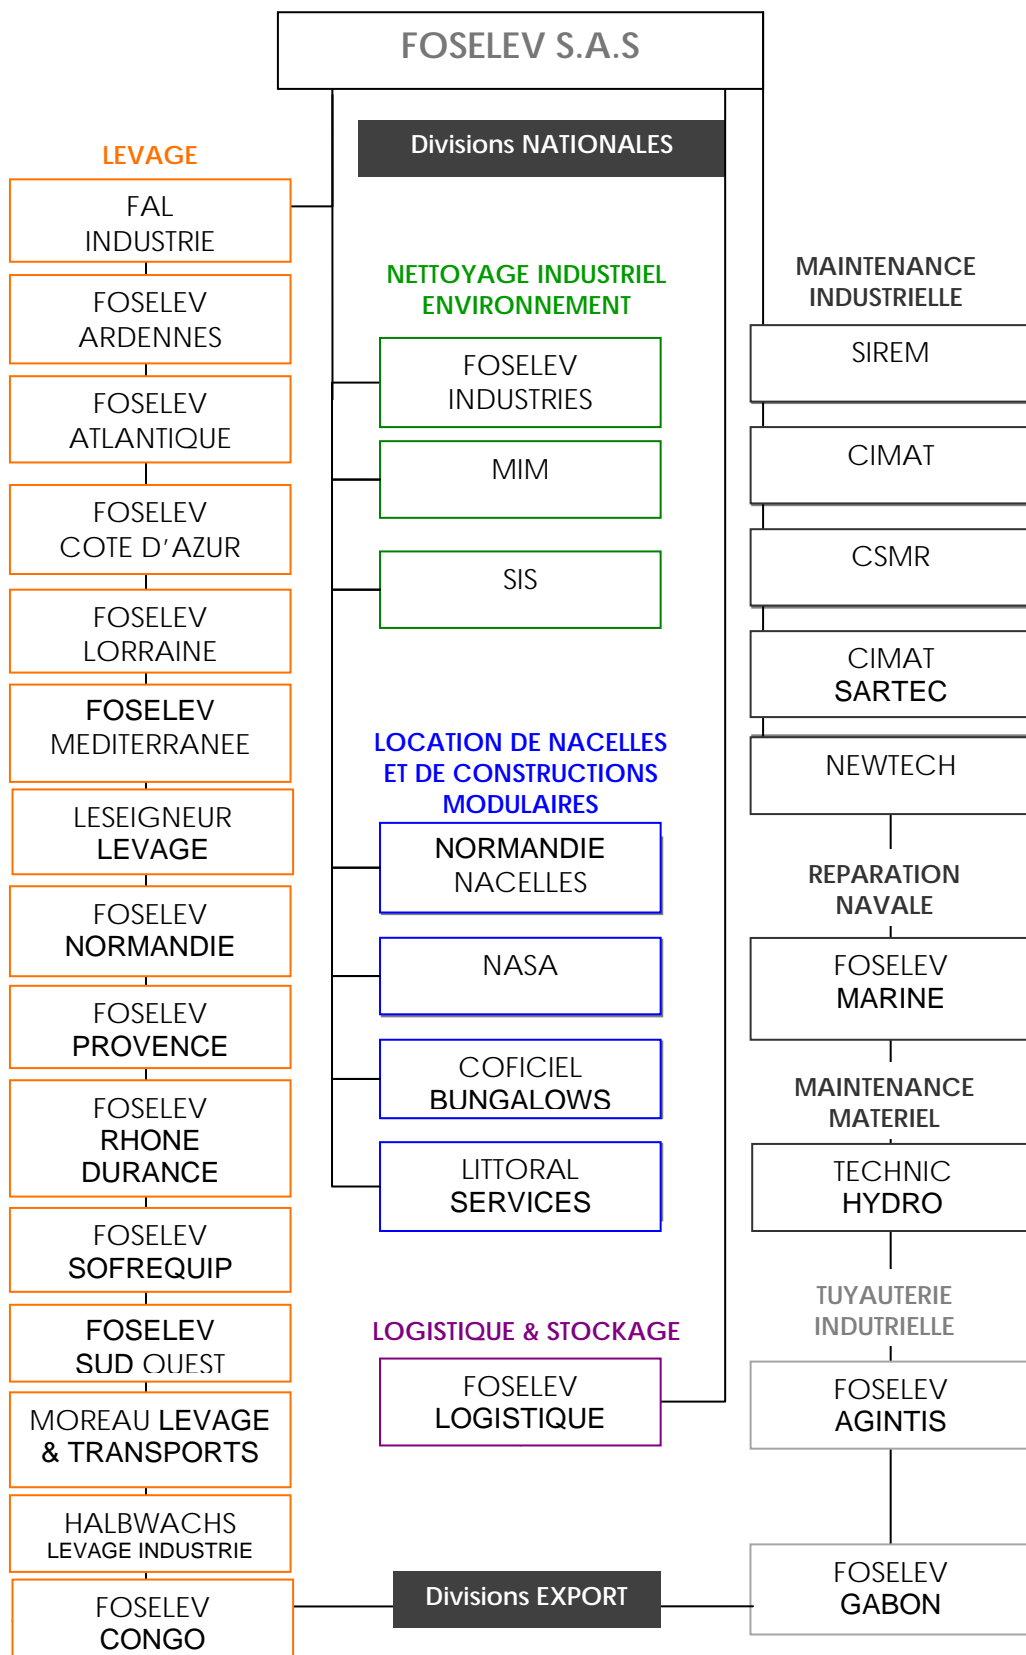 FOSELEV S.A.S
Divisions NATIONALES
LEVAGE
FAL
INDUSTRIE
FOSELEV
ARDENNES
FOSELEV
ATLANTIQUE
FOSELEV
COTE D’AZUR
FOSELEV
LORRAINE
FOSELEV
MEDITERRANEE
LESEIGNEUR
LEVAGE
FOSELEV
NORMANDIE
FOSELEV
PROVENCE
FOSELEV
RHONE
DURANCE
FOSELEV
SOFREQUIP
FOSELEV
SUD OUEST
MOREAU LEVAGE
& TRANSPORTS
HALBWACHS
LEVAGE INDUSTRIE
FOSELEV
CONGO
NETTOYAGE INDUSTRIEL
ENVIRONNEMENT
FOSELEV
INDUSTRIES
MIM
SIS
LOCATION DE NACELLES
ET DE CONSTRUCTIONS
MODULAIRES
NORMANDIE
NACELLES
NASA
COFICIEL
BUNGALOWS
LITTORAL
SERVICES
LOGISTIQUE & STOCKAGE
FOSELEV
LOGISTIQUE
Divisions EXPORT
MAINTENANCE
INDUSTRIELLE
SIREM
CIMAT
CSMR
CIMAT
SARTEC
NEWTECH
REPARATION
NAVALE
FOSELEV
MARINE
MAINTENANCE
MATERIEL
TECHNIC
HYDRO
TUYAUTERIE
INDUTRIELLE
FOSELEV
AGINTIS
FOSELEV
GABON